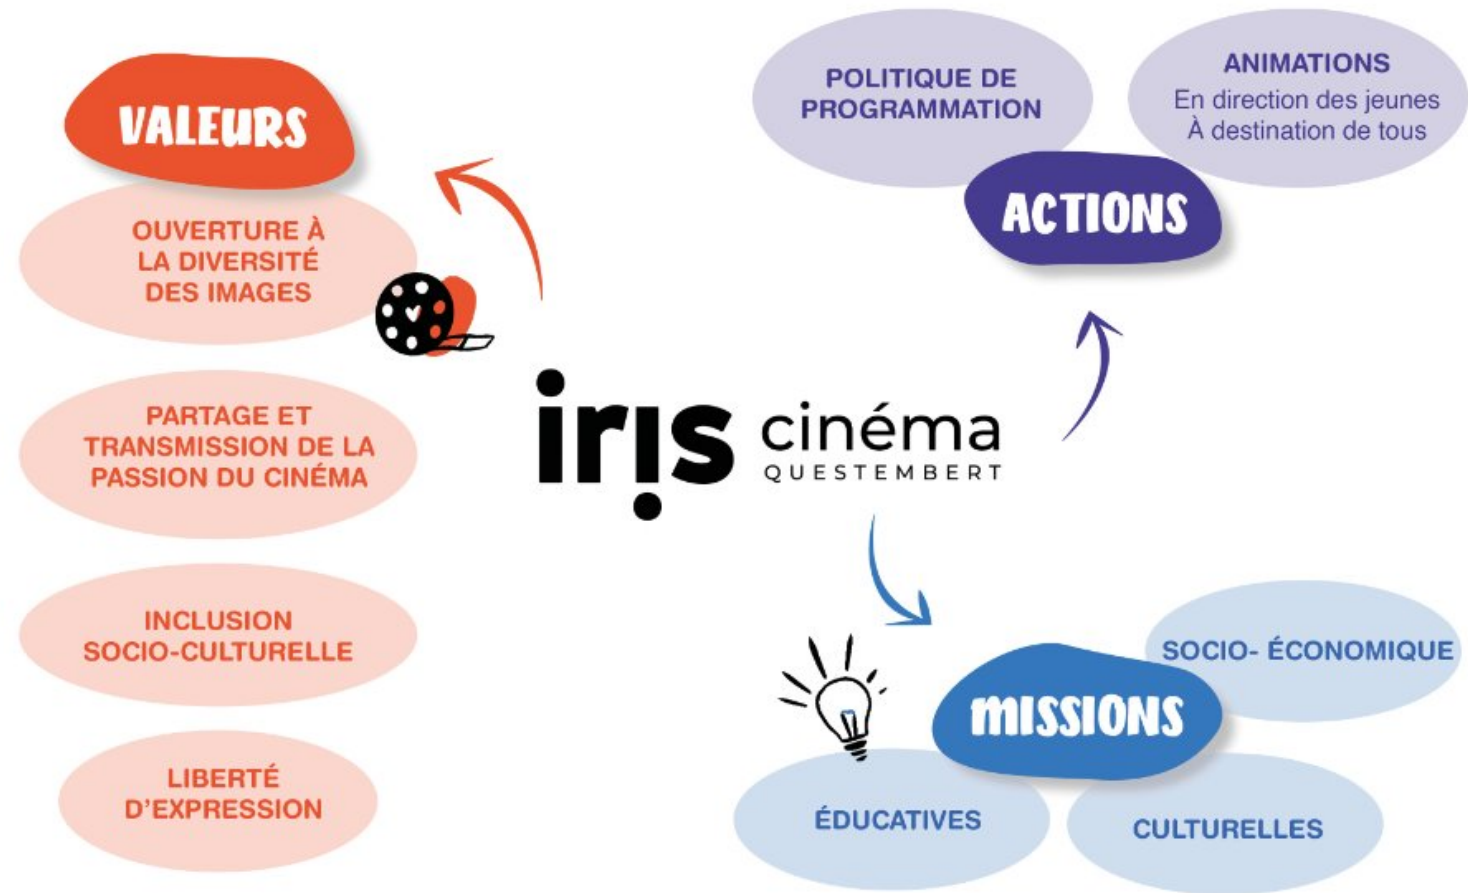 VALEURS
OUVERTURE À
LA DIVERSITÉ
DES IMAGES
PARTAGE ET
TRANSMISSION DE LA
PASSION DU CINÉMA
INCLUSION
SOCIO-CULTURELLE
LIBERTÉ
D'EXPRESSION
iris cinéma
QUESTEMBERT
POLITIQUE DE
PROGRAMMATION
ANIMATIONS
En direction des jeunes
À destination de tous
ACTIONS
SOCIO- ÉCONOMIQUE
MISSIONS
ÉDUCATIVES
CULTURELLES